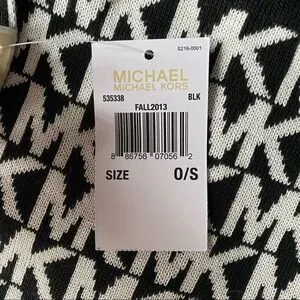 S216-0001
MICHAEL
MICHAEL KORS
535338 BLK
FALL2013
8 86756 07056 2
SIZE O/S